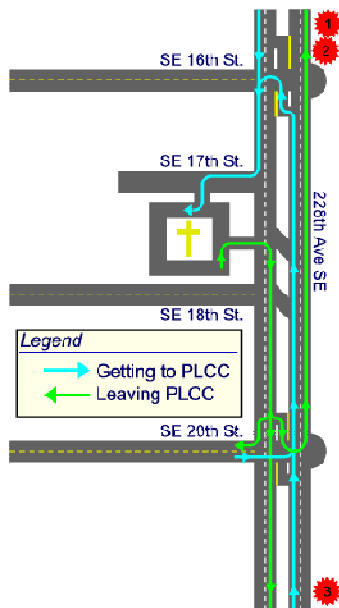 1
2
SE 16th St.
SE 17th St.
228th Ave SE
SE 18th St.
Legend
Getting to PLCC
Leaving PLCC
SE 20th St.
3